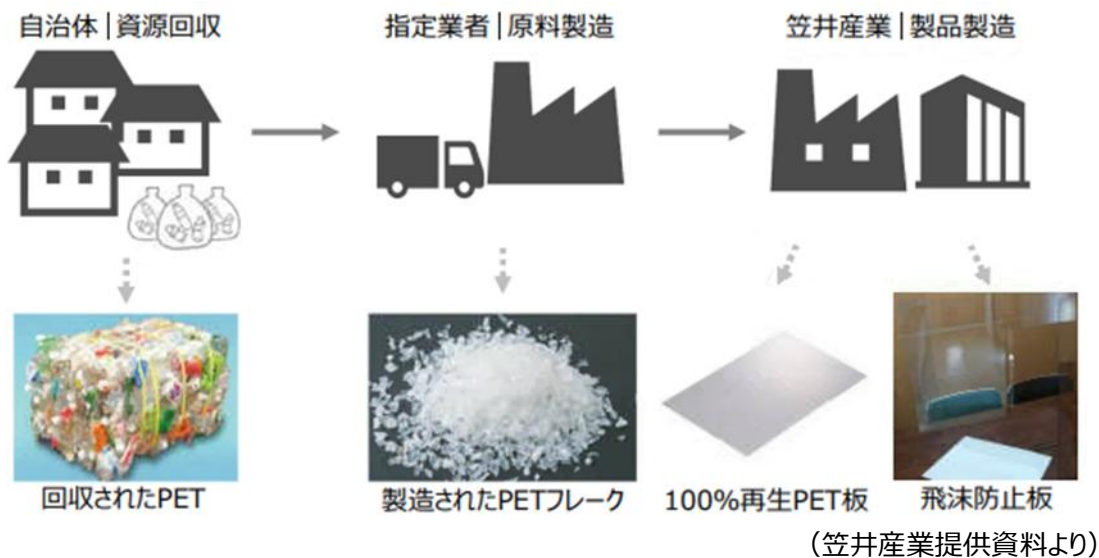 自治体|資源回収
指定業者|原料製造
笠井産業|製品製造
回収されたPET
製造されたPETフレーク
100%再生PET板
飛沫防止板
(笠井産業提供資料より)